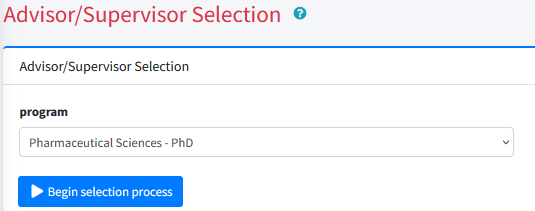 Advisor/Supervisor Selection ?
Advisor/Supervisor Selection
program
Pharmaceutical Sciences - PhD
Begin selection process